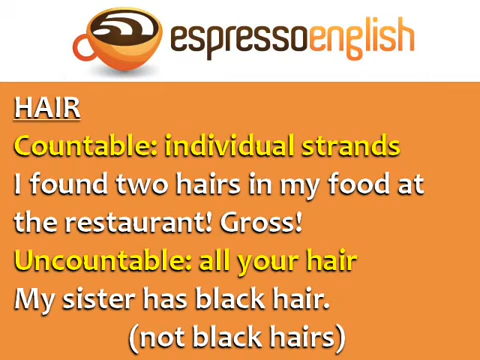 espressoenglish
HAIR
Countable: individual strands
I found two hairs in my food at
the restaurant! Gross!
Uncountable: all your hair
My sister has black hair.
(not black hairs)